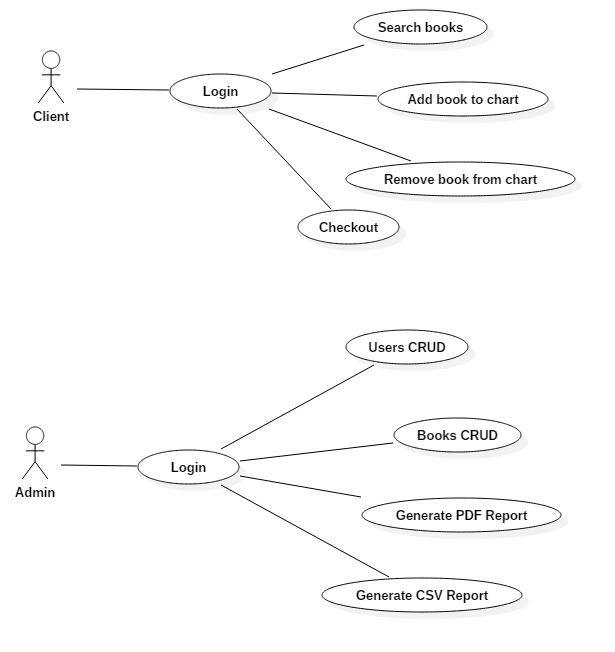 Search books
Client
Login
Add book to chart
Remove book from chart
Checkout
Users CRUD
Books CRUD
Admin
Login
Generate PDF Report
Generate CSV Report